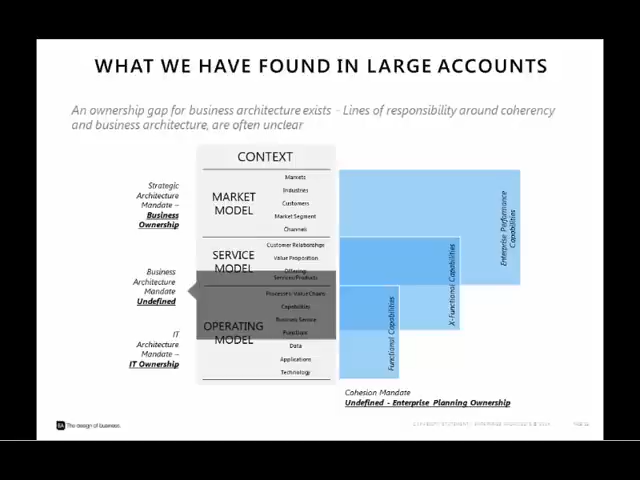 WHAT WE HAVE FOUND IN LARGE ACCOUNTS
An ownership gap for business architecture exists - Lines of responsibility around coherency
and business architecture, are often unclear
CONTEXT
Strategic
Architecture
Mandate –
Business
Ownership
MARKET
MODEL
Markets
Industries
Customers
Market Segment
Channels
SERVICE
MODEL
Customer Relationships
Value Proposition
Offering
Services/Products
Business
Architecture
Mandate
Undefined
OPERATING
MODEL
Processes, Value Chains
Capabilities
Business Service
Functions
Data
Applications
Technology
IT
Architecture
Mandate –
IT Ownership
Functional Capabilities
X-Functional Capabilities
Enterprise Performance
Capabilities
Cohesion Mandate
Undefined - Enterprise Planning Ownership
The design of business.